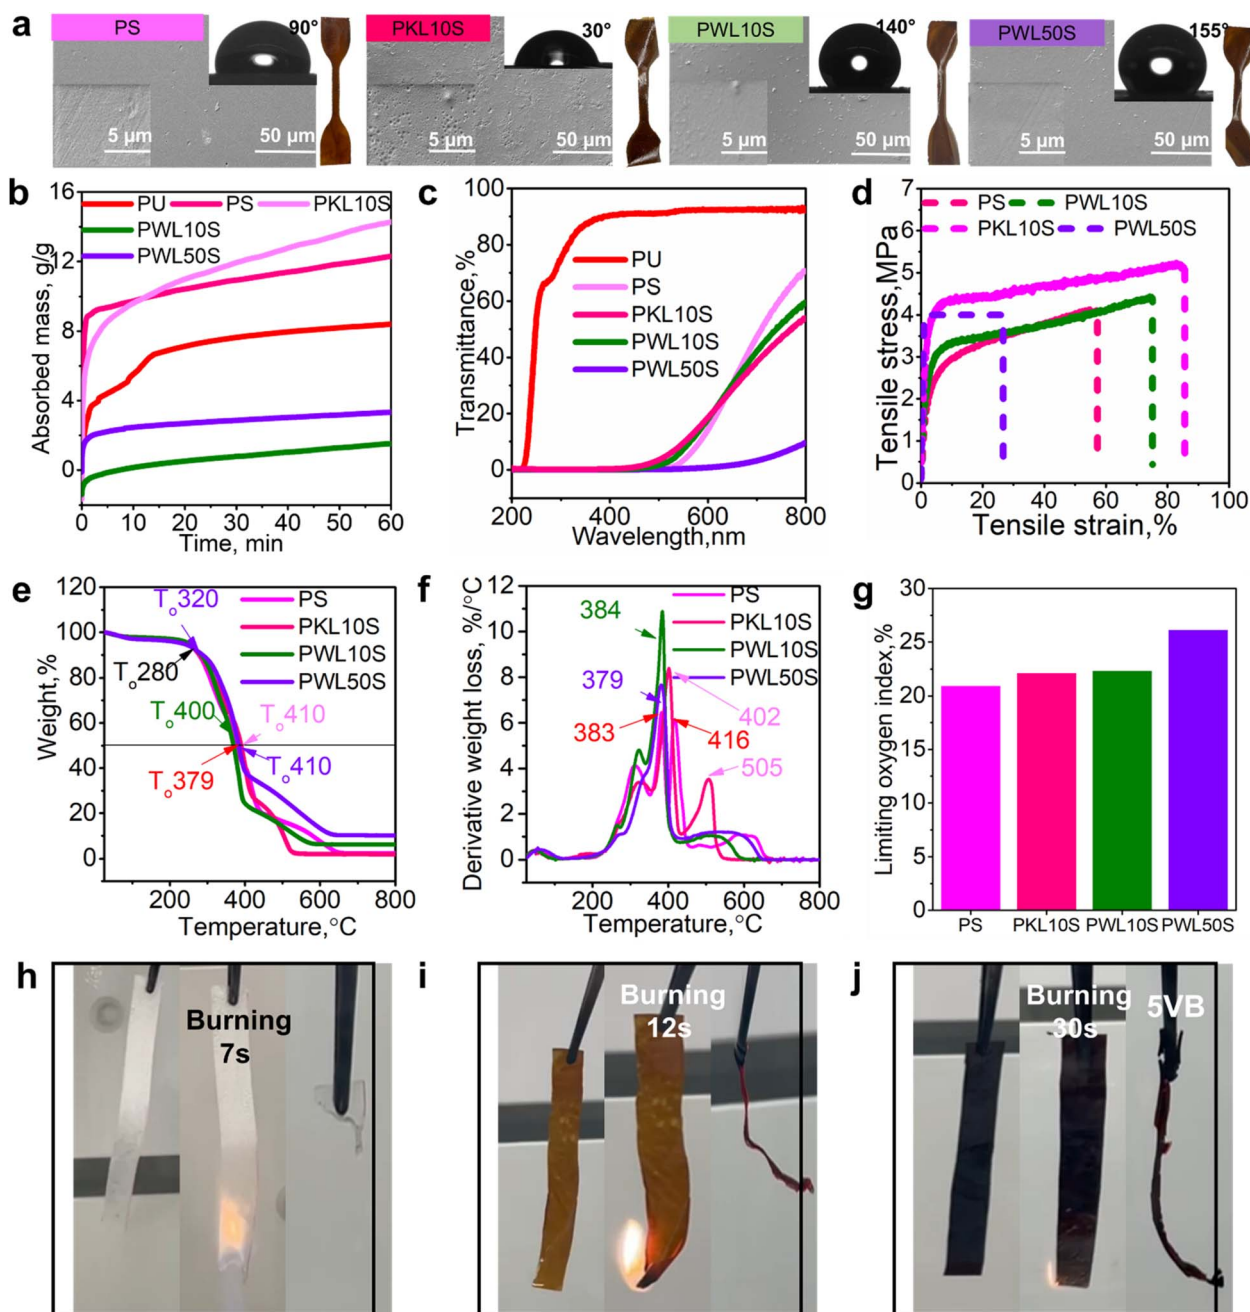 a
PS
90°
5 µm
50 µm
PKL10S
30°
5 µm
50 µm
PWL10S
140°
5 µm
50 µm
PWL50S
155°
5 µm
50 µm
b
Absorbed mass, g/g
16
12
8
4
0
PU PS PKL10S
PWL10S
PWL50S
0 10 20 30 40 50 60
Time, min
c
Transmittance,%
100
80
60
40
20
0
PU
PS
PKL10S
PWL10S
PWL50S
200 400 600 800
Wavelength,nm
d
Tensile stress,MPa
7
6
5
4
3
2
1
0
PS PWL10S
PKL10S PWL50S
0 20 40 60 80 100
Tensile strain,%
e
Weight,%
120
100
80
60
40
20
0
To320
PS
PKL10S
PWL10S
PWL50S
To280
To400
To410
To379
To410
0 200 400 600 800
Temperature,°C
f
Derivative weight loss, %/°C
12
10
8
6
4
2
0
PS
PKL10S
PWL10S
PWL50S
384
379
383
402
416
505
200 400 600 800
Temperature,°C
g
Limiting oxygen index,%
30
25
20
15
10
5
0
PS PKL10S PWL10S PWL50S
h
Burning
7s
i
Burning
12s
j
Burning
30s
5VB